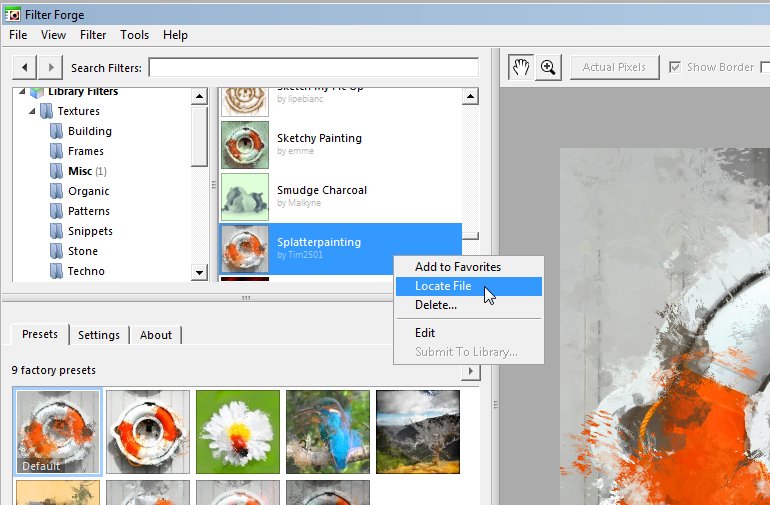 Filter Forge
File View Filter Tools Help
Search Filters:
Actual Pixels
Show Border
Library Filters
Textures
Building
Frames
Misc (1)
Organic
Patterns
Snippets
Stone
Techno
by lipebianc
Sketchy Painting
by emme
Smudge Charcoal
by Malkyne
Splatterpainting
by Tim2501
Add to Favorites
Locate File
Delete...
Edit
Submit To Library...
Presets
Settings
About
9 factory presets
Default